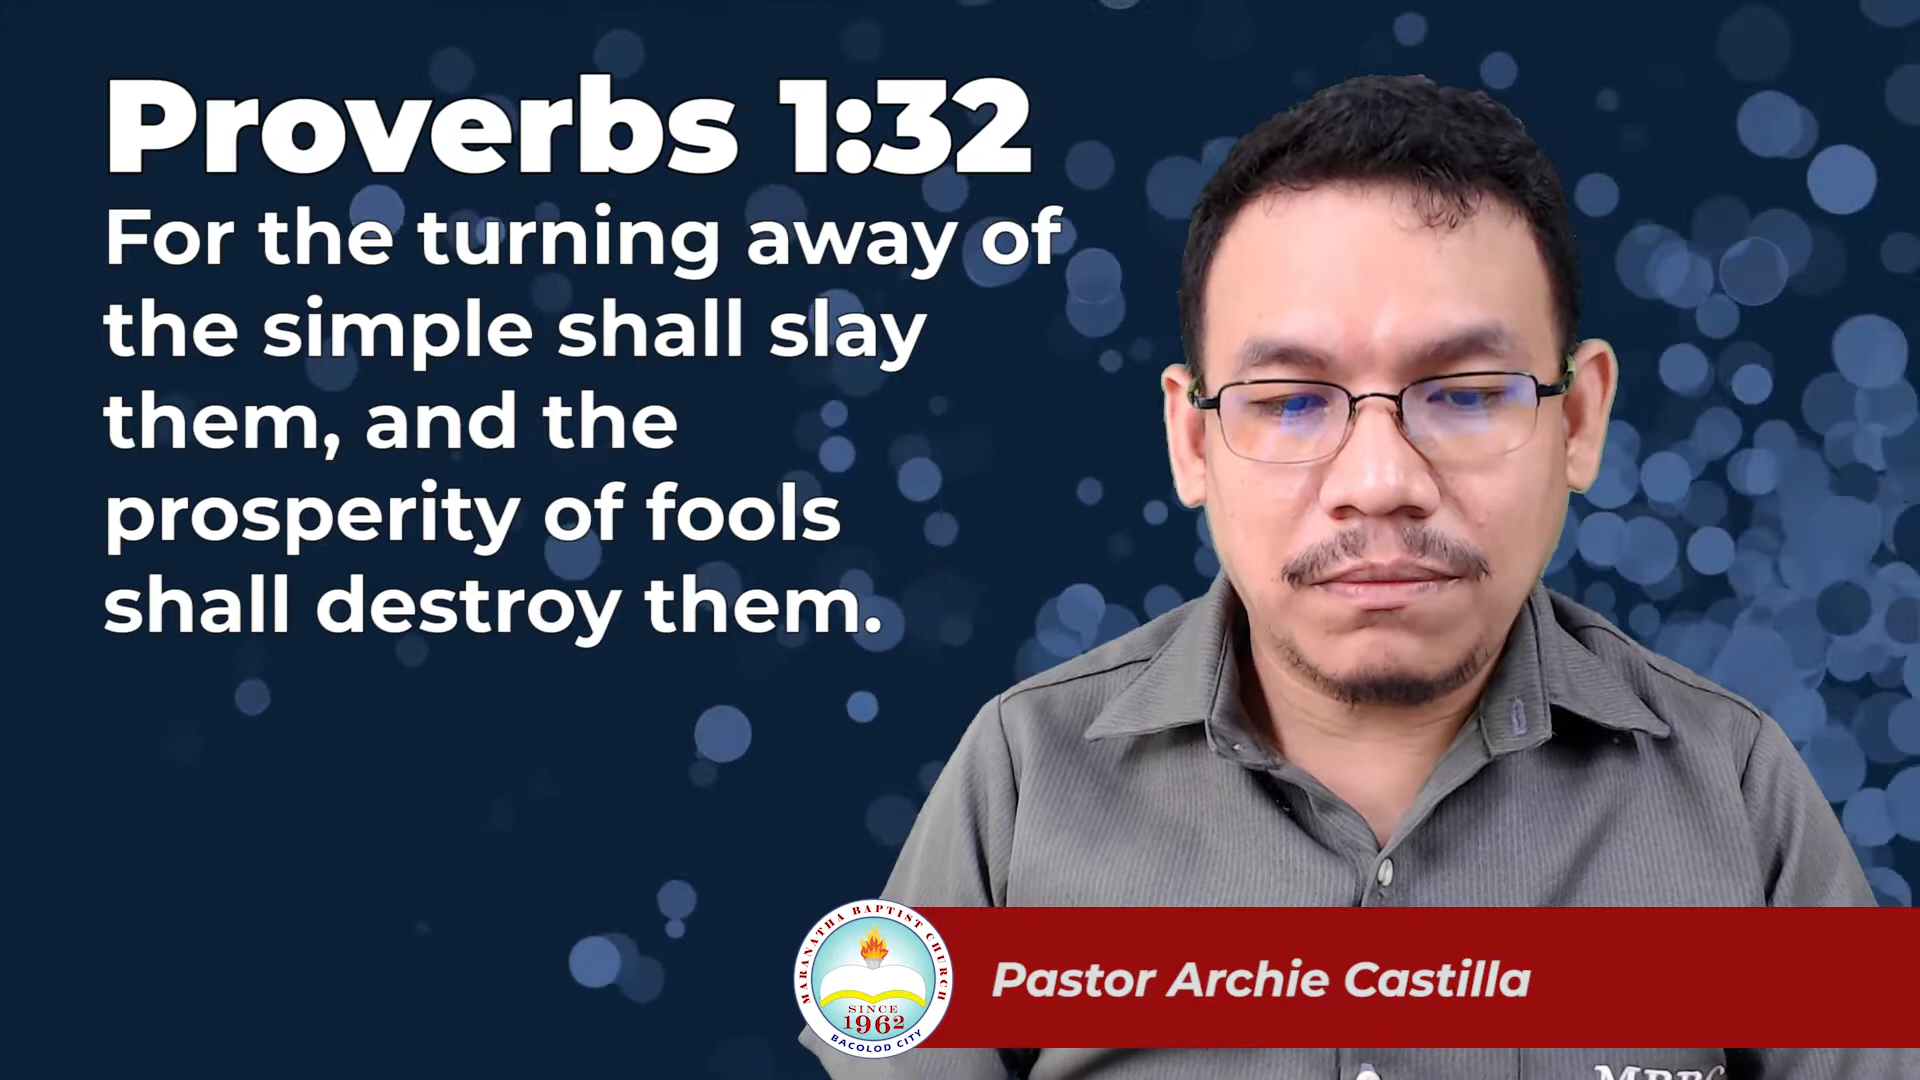 Proverbs 1:32
For the turning away of
the simple shall slay
them, and the
prosperity of fools
shall destroy them.
MARANATHA BAPTIST CHURCH
SINCE
1962
BACOLOD CITY
Pastor Archie Castilla